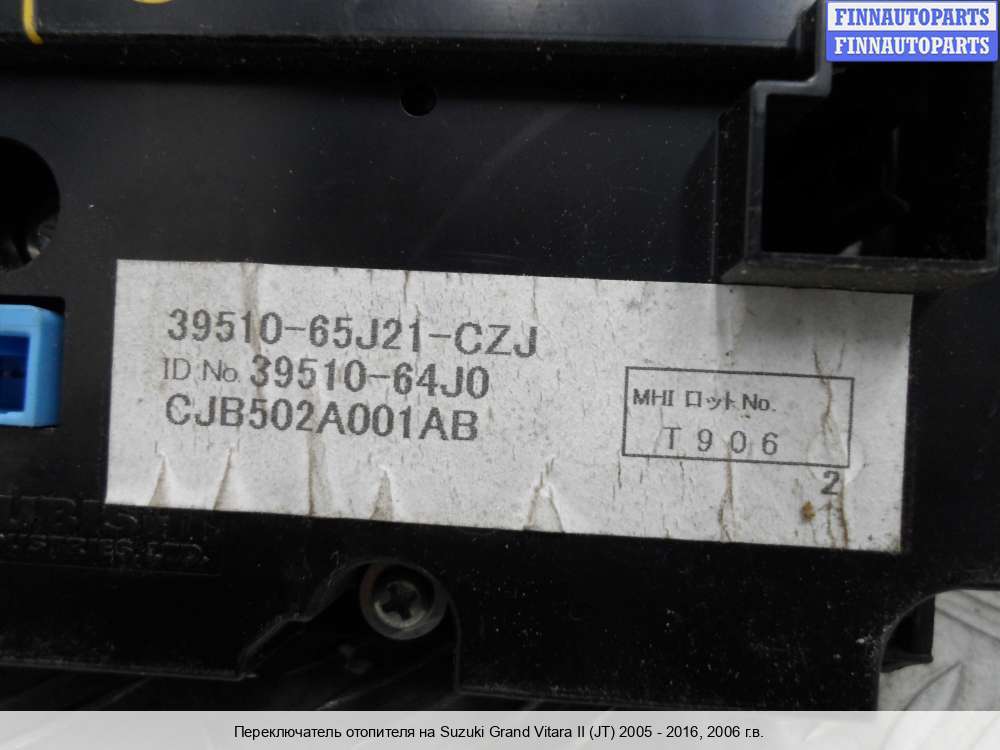 FINNAUTOPARTS
FINNAUTOPARTS
39510-65J21-CZJ
ID No. 39510-64J0
CJB502A001AB
MHI ロット No.
T906
2
Переключатель отопителя на Suzuki Grand Vitara II (JT) 2005 - 2016, 2006 г.в.